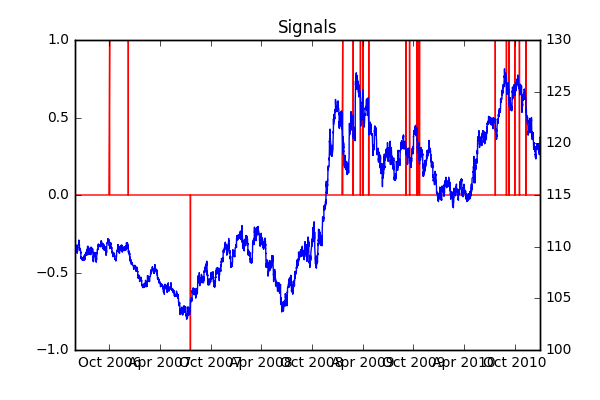 Signals
1.0
0.5
0.0
−0.5
−1.0
130
125
120
115
110
105
100
Oct 2006
Apr 2007
Oct 2007
Apr 2008
Oct 2008
Apr 2009
Oct 2009
Apr 2010
Oct 2010